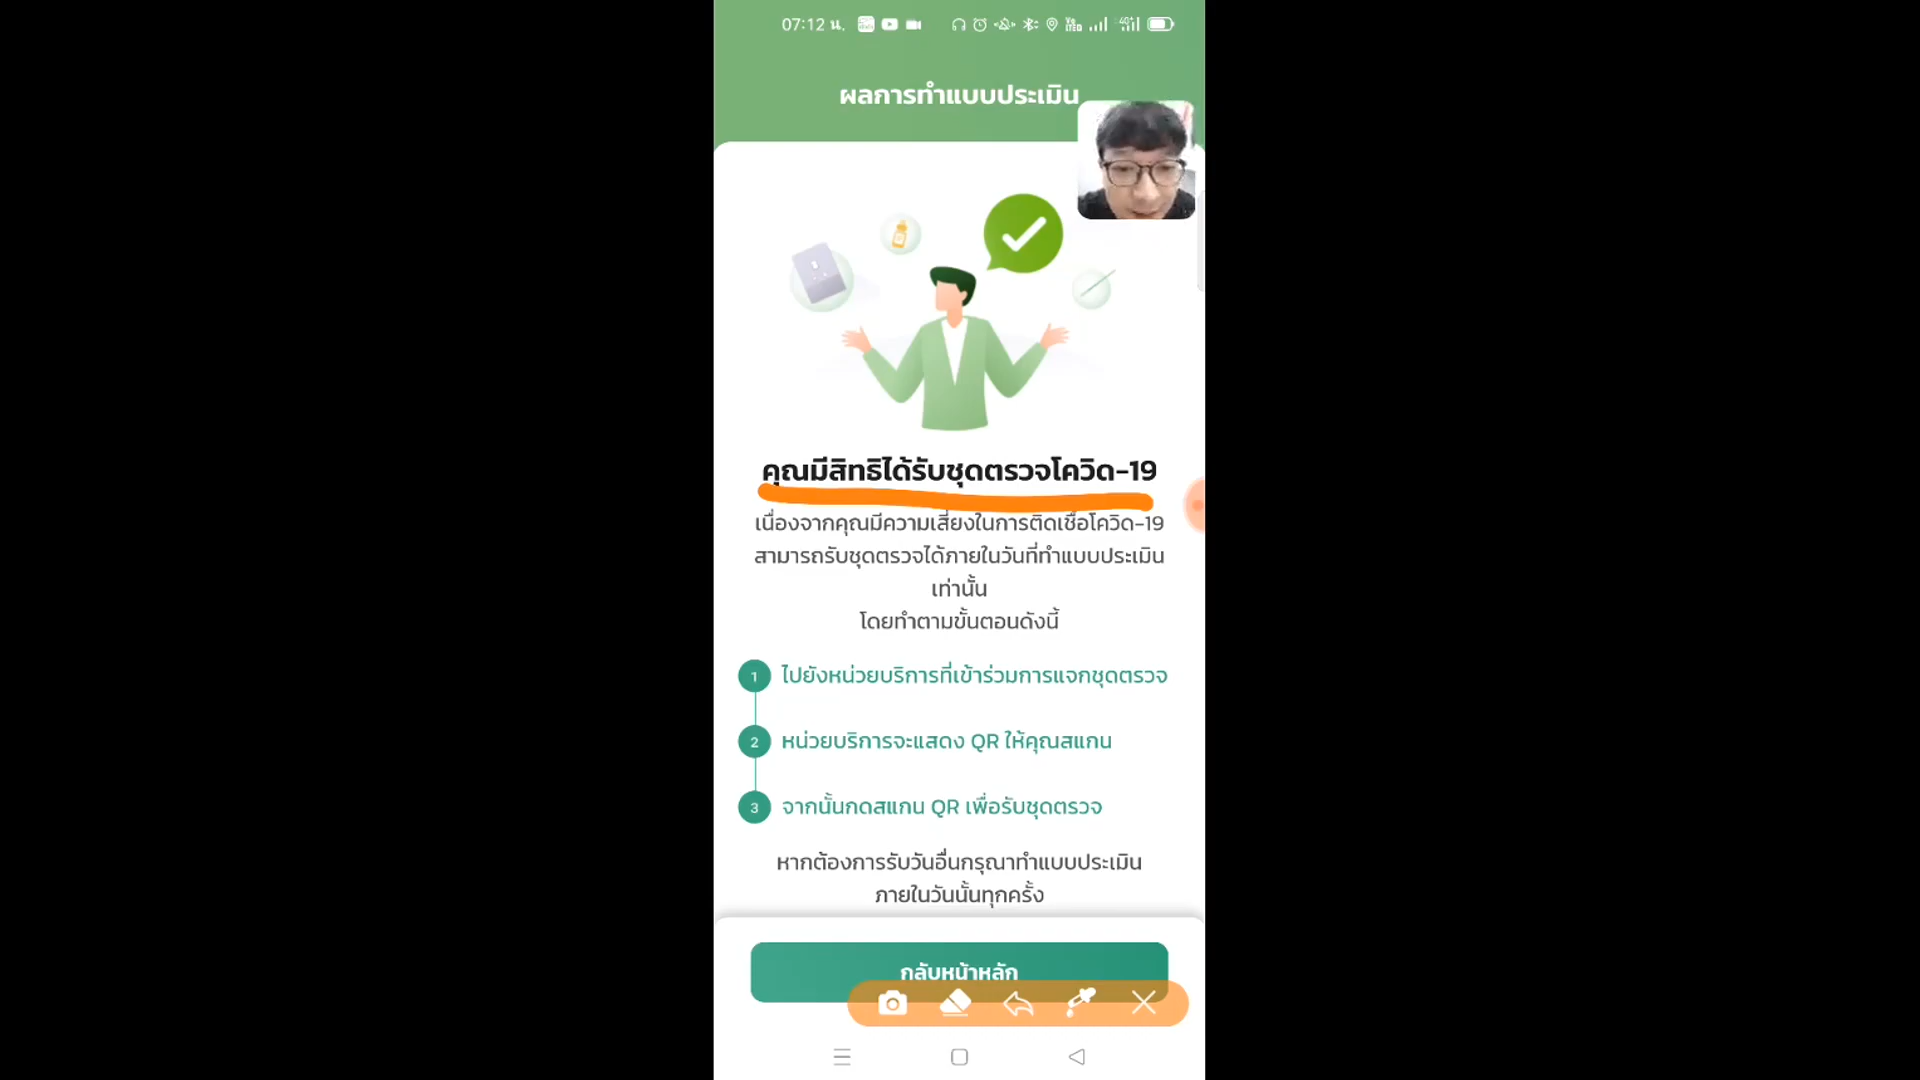 07:12 น.
ผลการทำแบบประเมิน
คุณมีสิทธิได้รับชุดตรวจโควิด-19
เนื่องจากคุณมีความเสี่ยงในการติดเชื้อโควิด-19
สามารถรับชุดตรวจได้ภายในวันที่ทำแบบประเมิน
เท่านั้น
โดยทำตามขั้นตอนดังนี้
1 ไปยังหน่วยบริการที่เข้าร่วมการแจกชุดตรวจ
2 หน่วยบริการจะแสดง QR ให้คุณสแกน
3 จากนั้นกดสแกน QR เพื่อรับชุดตรวจ
หากต้องการรับวันอื่นกรุณาทำแบบประเมิน
ภายในวันนั้นทุกครั้ง
กลับหน้าหลัก